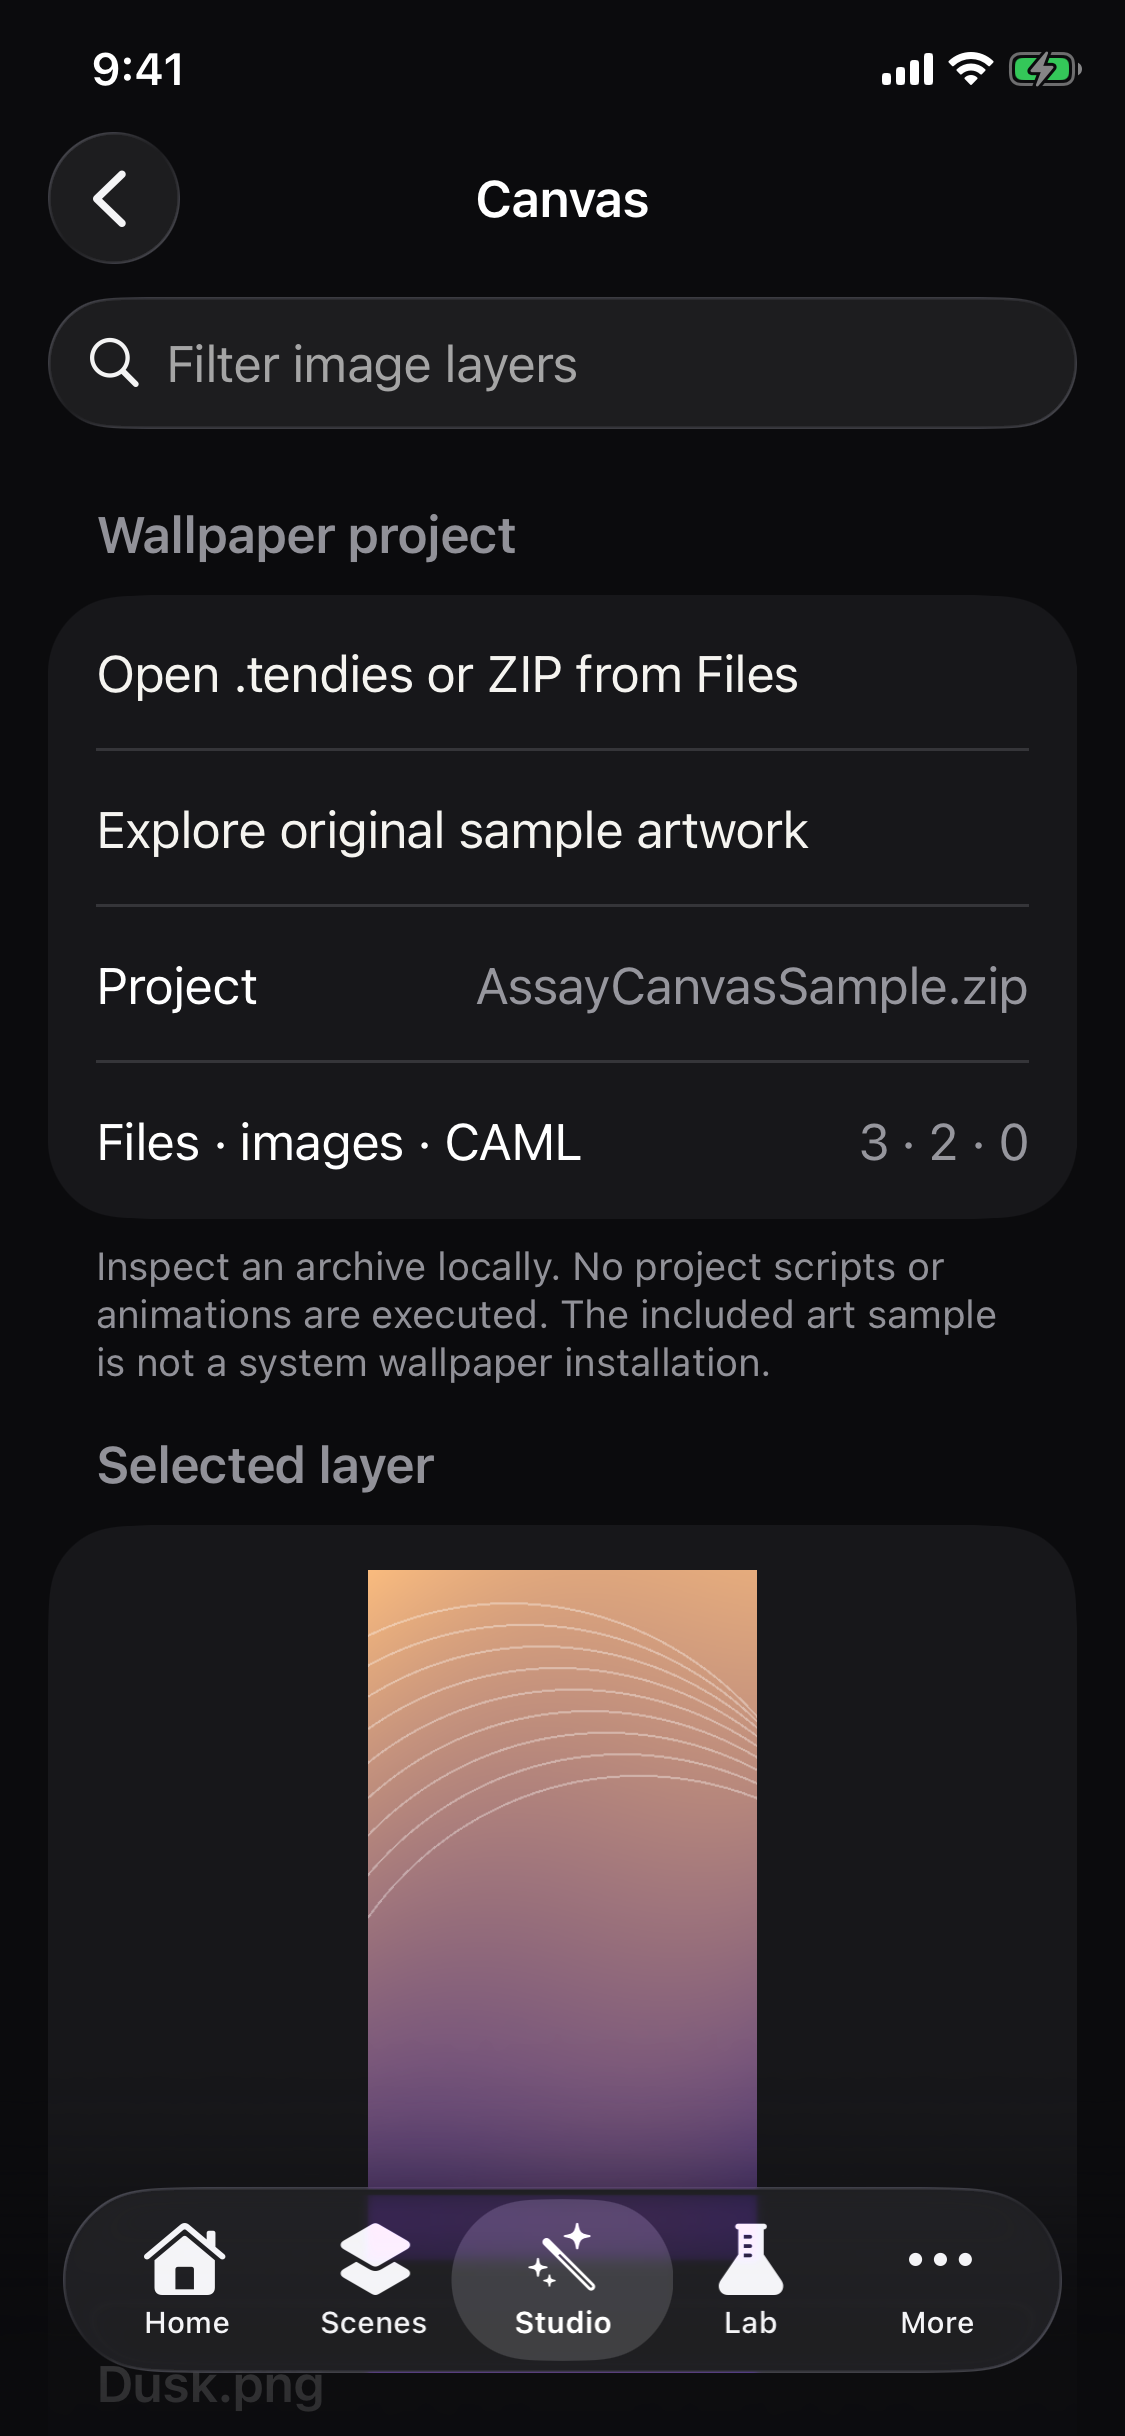 9:41
Canvas
Filter image layers
Wallpaper project
Open .tendies or ZIP from Files
Explore original sample artwork
Project AssayCanvasSample.zip
Files · images · CAML 3 · 2 · 0
Inspect an archive locally. No project scripts or
animations are executed. The included art sample
is not a system wallpaper installation.
Selected layer
Home Scenes Studio Lab More
Dusk.png